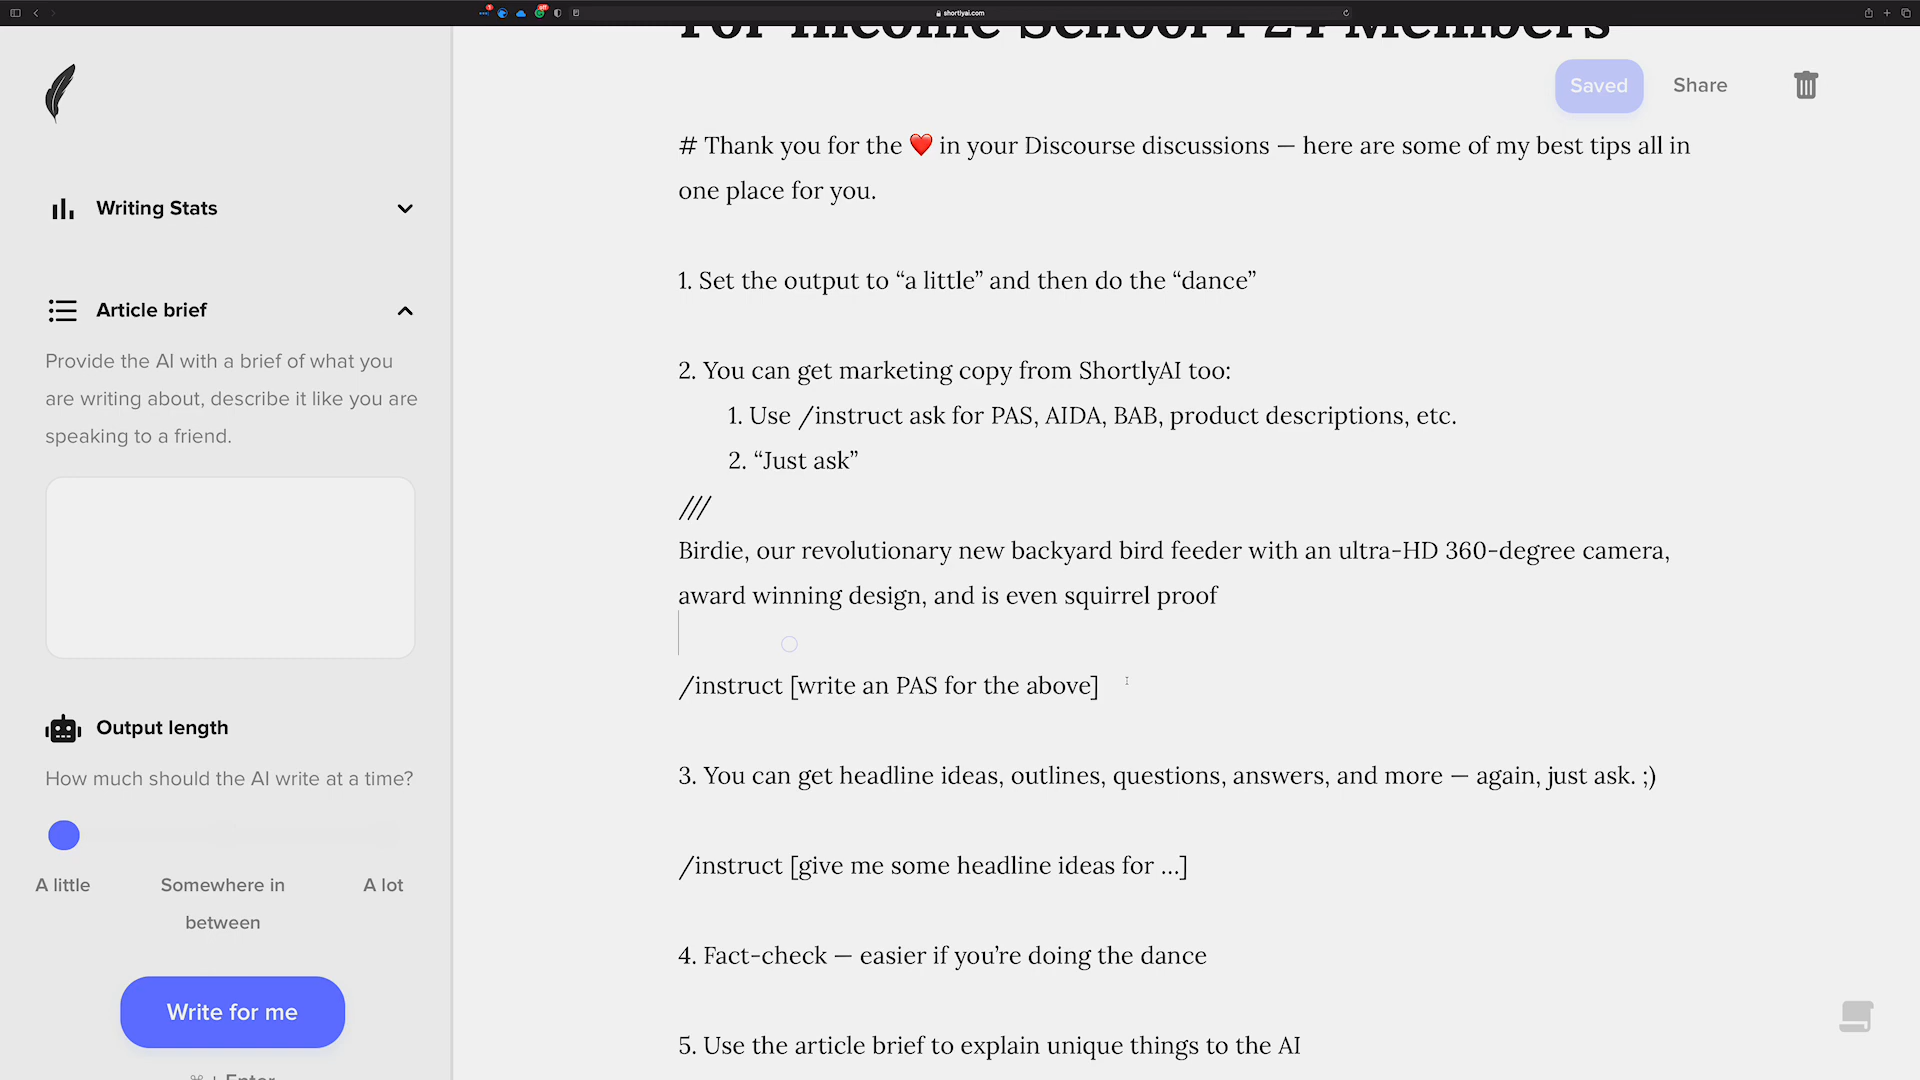 shortlyai.com
For Income School P24 Members
Saved
Share
# Thank you for the ❤️ in your Discourse discussions — here are some of my best tips all in
one place for you.
Writing Stats
1. Set the output to “a little” and then do the “dance”
Article brief
Provide the AI with a brief of what you
are writing about, describe it like you are
speaking to a friend.
2. You can get marketing copy from ShortlyAI too:
1. Use /instruct ask for PAS, AIDA, BAB, product descriptions, etc.
2. “Just ask”
///
Birdie, our revolutionary new backyard bird feeder with an ultra-HD 360-degree camera,
award winning design, and is even squirrel proof
/instruct [write an PAS for the above]
Output length
How much should the AI write at a time?
A little
Somewhere in
between
A lot
Write for me
⌘ + Enter
3. You can get headline ideas, outlines, questions, answers, and more — again, just ask. ;)
/instruct [give me some headline ideas for ...]
4. Fact-check — easier if you’re doing the dance
5. Use the article brief to explain unique things to the AI